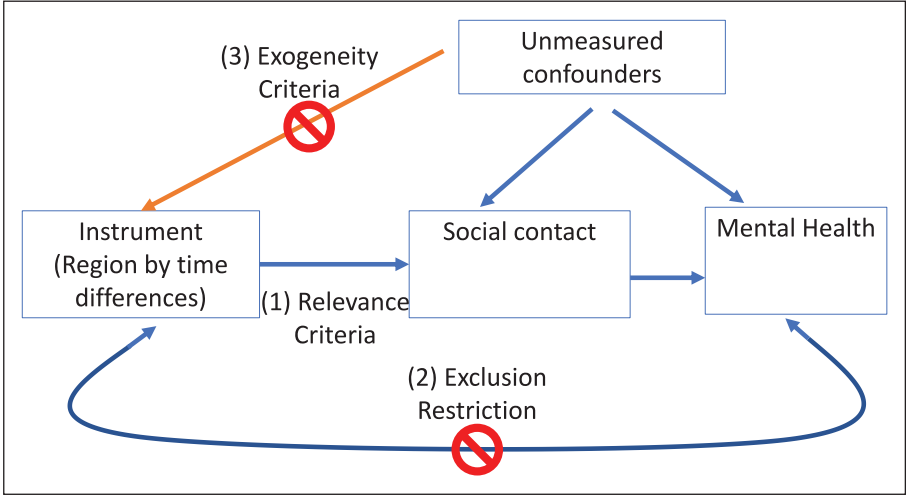 Unmeasured
confounders
(3) Exogeneity
Criteria
Instrument
(Region by time
differences)
Social contact
Mental Health
(1) Relevance
Criteria
(2) Exclusion
Restriction